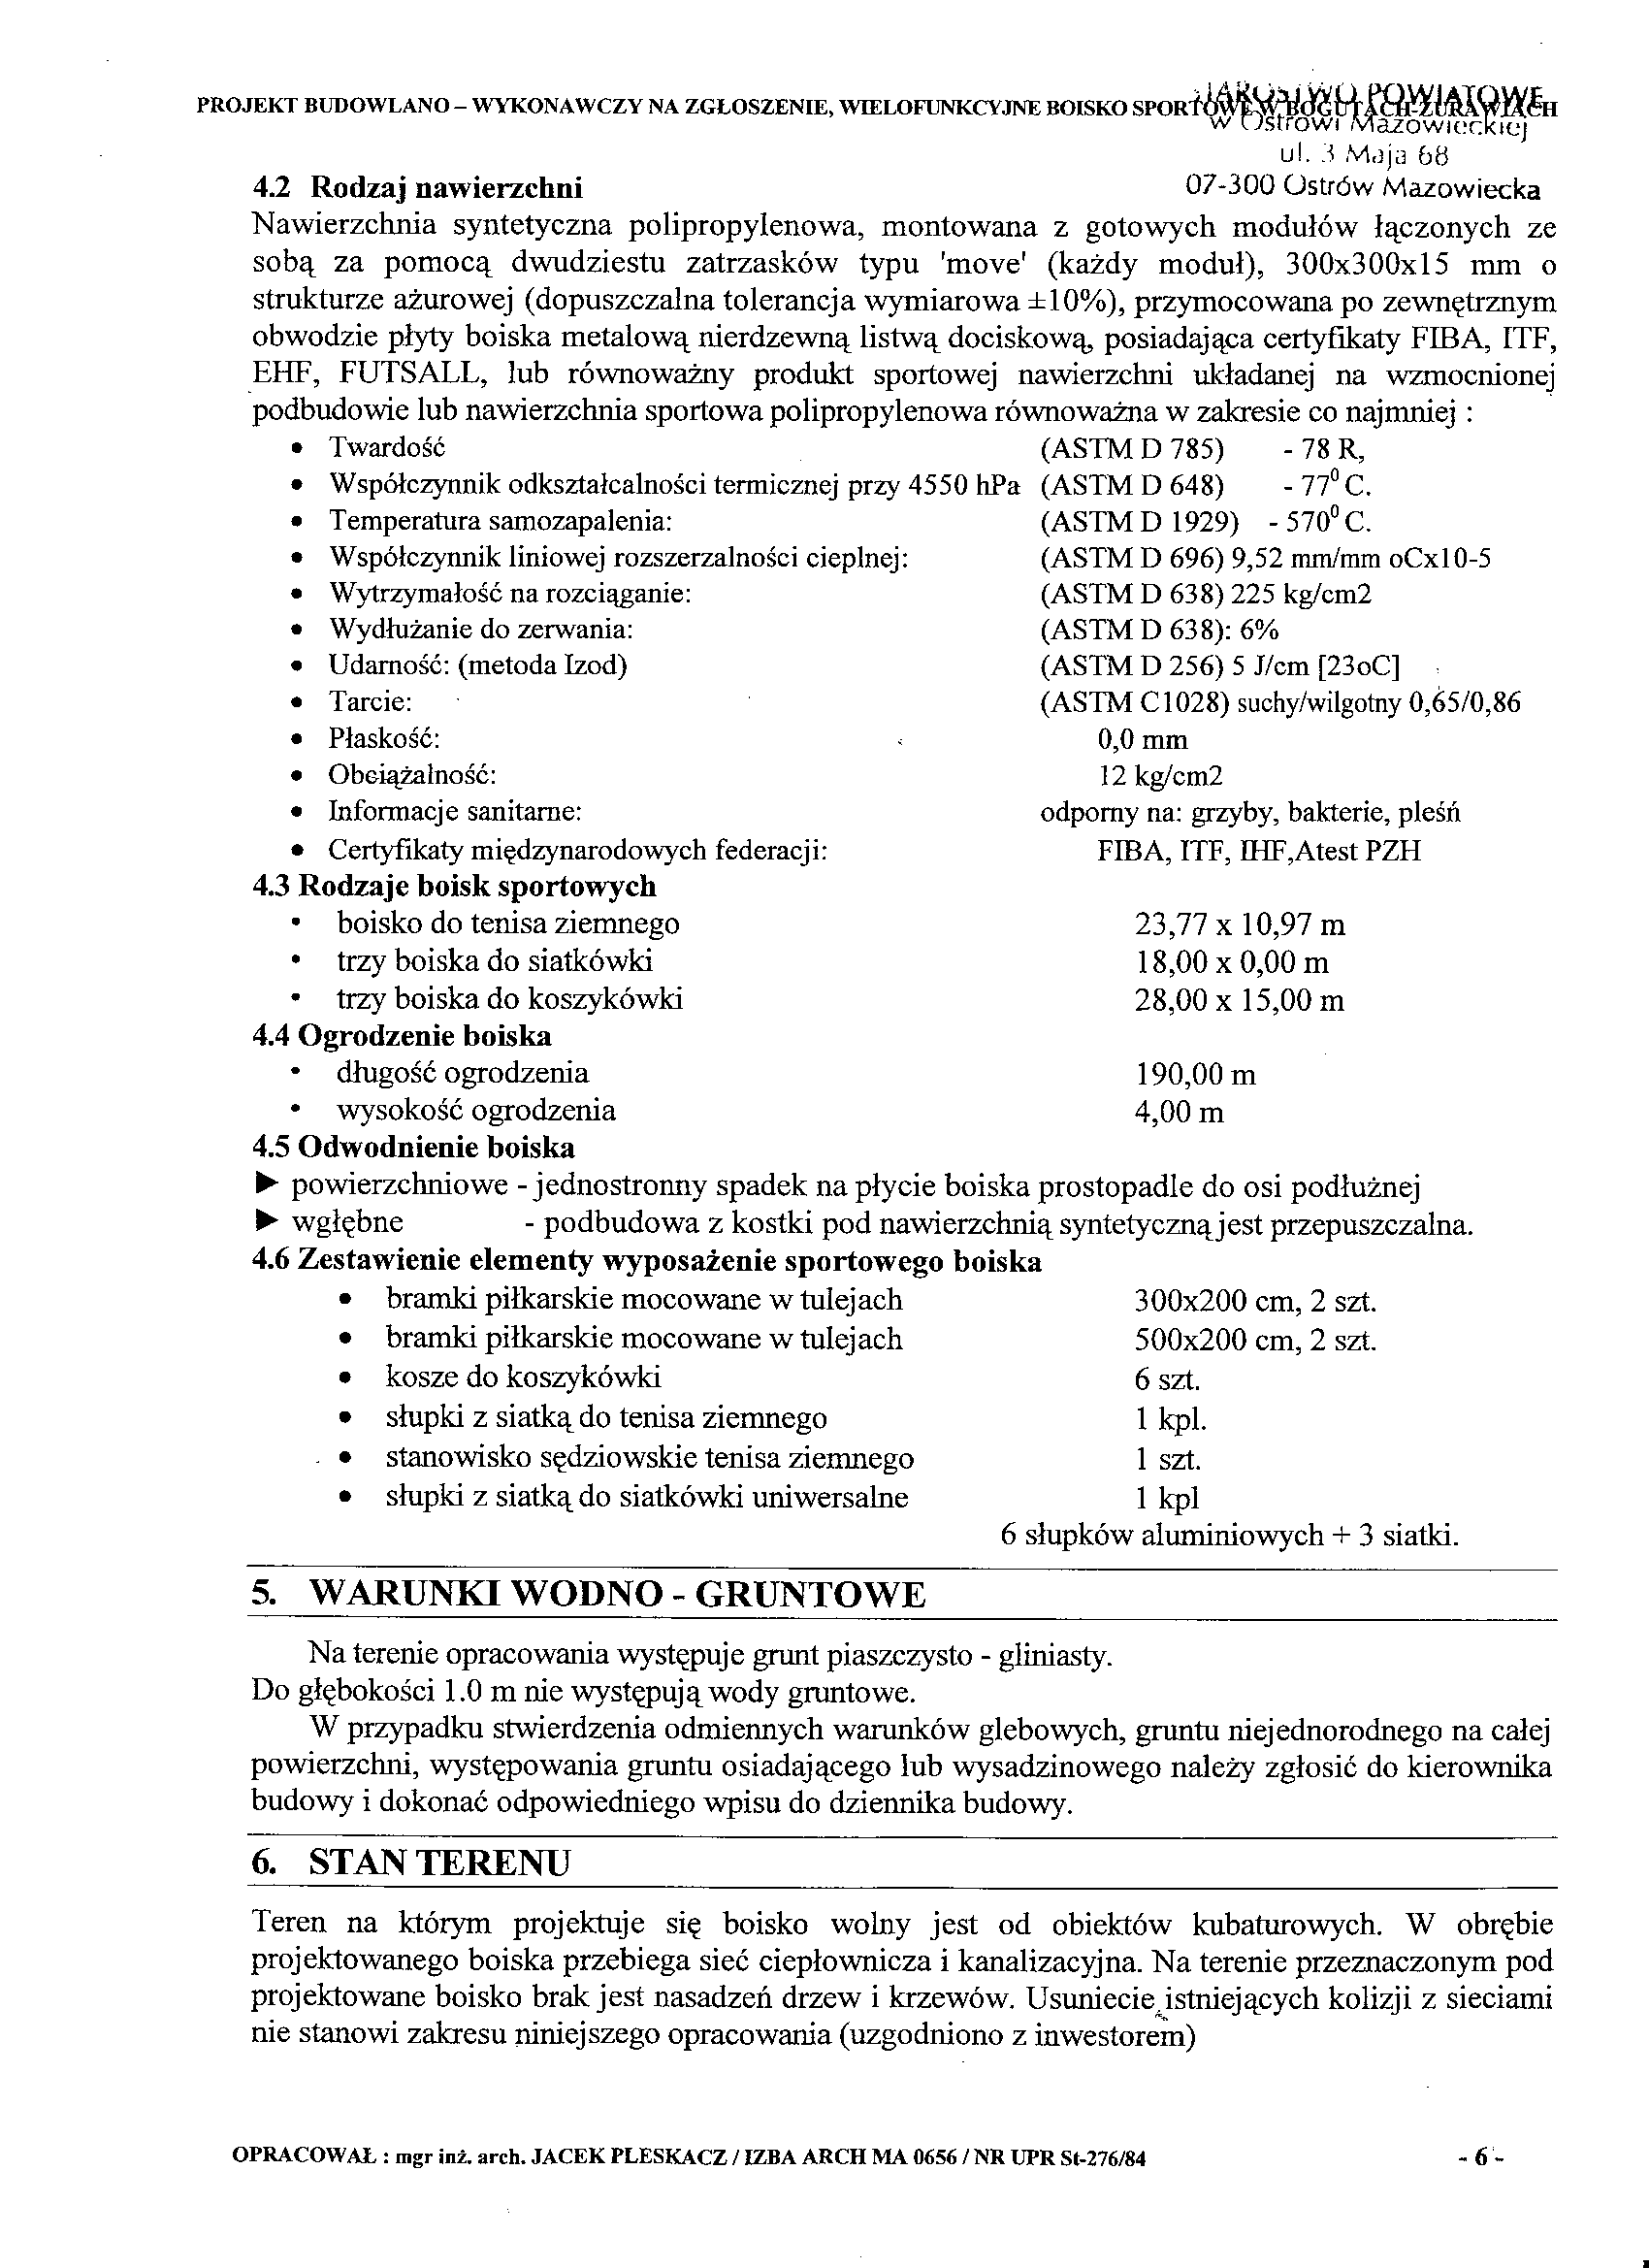 PROJEKT BUDOWLANO – WYKONAWCZY NA ZGŁOSZENIE, WIELOFUNKCYJNE BOISKO SPORTOWE W BOGUTACH-ŻURAWIACH
POWIATOWE
w Ostrowi Mazowieckiej
ul. 3 Maja 68
07-300 Ostrów Mazowiecka
4.2 Rodzaj nawierzchni
Nawierzchnia syntetyczna polipropylenowa, montowana z gotowych modułów łączonych ze
sobą za pomocą dwudziestu zatrzasków typu 'move' (każdy moduł), 300x300x15 mm o
strukturze ażurowej (dopuszczalna tolerancja wymiarowa ±10%), przymocowana po zewnętrznym
obwodzie płyty boiska metalową nierdzewną listwą dociskową, posiadająca certyfikaty FIBA, ITF,
EHF, FUTSALL, lub równoważny produkt sportowej nawierzchni układanej na wzmocnionej
podbudowie lub nawierzchnia sportowa polipropylenowa równoważna w zakresie co najmniej :
• Twardość (ASTM D 785) - 78 R,
• Współczynnik odkształcalności termicznej przy 4550 hPa (ASTM D 648) - 77⁰ C.
• Temperatura samozapalenia: (ASTM D 1929) - 570⁰ C.
• Współczynnik liniowej rozszerzalności cieplnej: (ASTM D 696) 9,52 mm/mm oCx10-5
• Wytrzymałość na rozciąganie: (ASTM D 638) 225 kg/cm2
• Wydłużanie do zerwania: (ASTM D 638): 6%
• Udarność: (metoda Izod) (ASTM D 256) 5 J/cm [23oC]
• Tarcie: (ASTM C1028) suchy/wilgotny 0,65/0,86
• Płaskość: 0,0 mm
• Obciążalność: 12 kg/cm2
• Informacje sanitarne: odporny na: grzyby, bakterie, pleśń
• Certyfikaty międzynarodowych federacji: FIBA, ITF, IHF,Atest PZH
4.3 Rodzaje boisk sportowych
• boisko do tenisa ziemnego 23,77 x 10,97 m
• trzy boiska do siatkówki 18,00 x 0,00 m
• trzy boiska do koszykówki 28,00 x 15,00 m
4.4 Ogrodzenie boiska
• długość ogrodzenia 190,00 m
• wysokość ogrodzenia 4,00 m
4.5 Odwodnienie boiska
► powierzchniowe - jednostronny spadek na płycie boiska prostopadle do osi podłużnej
► wgłębne - podbudowa z kostki pod nawierzchnią syntetyczną jest przepuszczalna.
4.6 Zestawienie elementy wyposażenie sportowego boiska
• bramki piłkarskie mocowane w tulejach 300x200 cm, 2 szt.
• bramki piłkarskie mocowane w tulejach 500x200 cm, 2 szt.
• kosze do koszykówki 6 szt.
• słupki z siatką do tenisa ziemnego 1 kpl.
• stanowisko sędziowskie tenisa ziemnego 1 szt.
• słupki z siatką do siatkówki uniwersalne 1 kpl
6 słupków aluminiowych + 3 siatki.
5. WARUNKI WODNO - GRUNTOWE
Na terenie opracowania występuje grunt piaszczysto - gliniasty.
Do głębokości 1.0 m nie występują wody gruntowe.
W przypadku stwierdzenia odmiennych warunków glebowych, gruntu niejednorodnego na całej
powierzchni, występowania gruntu osiadającego lub wysadzinowego należy zgłosić do kierownika
budowy i dokonać odpowiedniego wpisu do dziennika budowy.
6. STAN TERENU
Teren na którym projektuje się boisko wolny jest od obiektów kubaturowych. W obrębie
projektowanego boiska przebiega sieć ciepłownicza i kanalizacyjna. Na terenie przeznaczonym pod
projektowane boisko brak jest nasadzeń drzew i krzewów. Usuniecie istniejących kolizji z sieciami
nie stanowi zakresu niniejszego opracowania (uzgodniono z inwestorem)
OPRACOWAŁ : mgr inż. arch. JACEK PLESKACZ / IZBA ARCH MA 0656 / NR UPR St-276/84 - 6 -